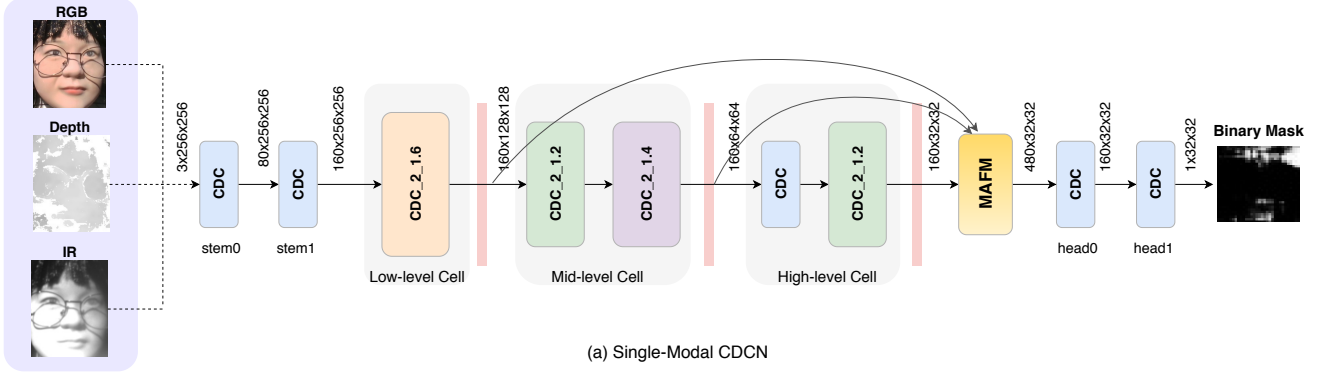 RGB
Depth
IR
3x256x256
CDC
stem0
80x256x256
CDC
stem1
160x256x256
CDC_2_1.6
Low-level Cell
160x128x128
CDC_2_1.2
CDC_2_1.4
Mid-level Cell
160x64x64
CDC
CDC_2_1.2
High-level Cell
160x32x32
MAFM
480x32x32
CDC
head0
160x32x32
CDC
head1
1x32x32
Binary Mask
(a) Single-Modal CDCN